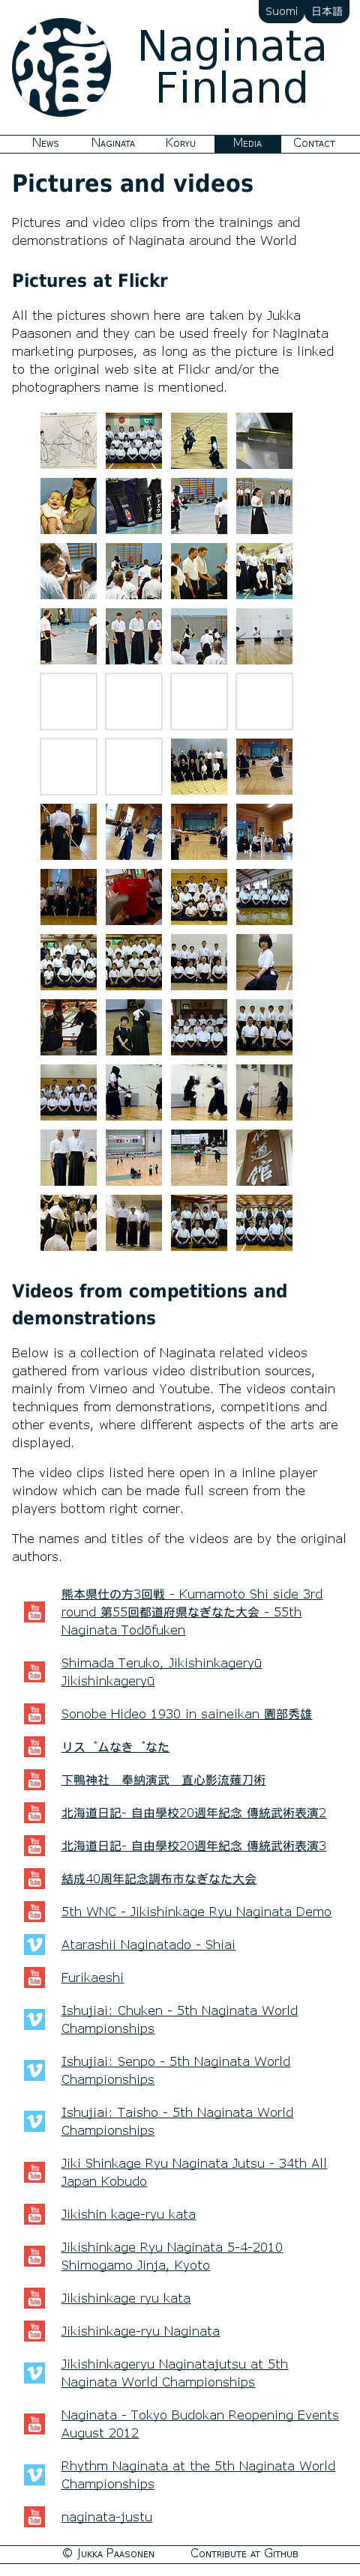 Suomi 日本語
Naginata
Finland
News Naginata Koryu Media Contact
Pictures and videos
Pictures and video clips from the trainings and
demonstrations of Naginata around the World
Pictures at Flickr
All the pictures shown here are taken by Jukka
Paasonen and they can be used freely for Naginata
marketing purposes, as long as the picture is linked
to the original web site at Flickr and/or the
photographers name is mentioned.
Videos from competitions and
demonstrations
Below is a collection of Naginata related videos
gathered from various video distribution sources,
mainly from Vimeo and Youtube. The videos contain
techniques from demonstrations, competitions and
other events, where different aspects of the arts are
displayed.
The video clips listed here open in a inline player
window which can be made full screen from the
players bottom right corner.
The names and titles of the videos are by the original
authors.
熊本県仕の方3回戦 - Kumamoto Shi side 3rd
round 第55回都道府県なぎなた大会 - 55th
Naginata Todōfuken
Shimada Teruko, Jikishinkageryū
Jikishinkageryū
Sonobe Hideo 1930 in saineikan 園部秀雄
リス゛ムなき゛なた
下鴨神社　奉納演武　直心影流薙刀術
北海道日記- 自由學校20週年紀念 傳統武術表演2
北海道日記- 自由學校20週年紀念 傳統武術表演3
結成40周年記念調布市なぎなた大会
5th WNC - Jikishinkage Ryu Naginata Demo
Atarashii Naginatado - Shiai
Furikaeshi
Ishujiai: Chuken - 5th Naginata World
Championships
Ishujiai: Senpo - 5th Naginata World
Championships
Ishujiai: Taisho - 5th Naginata World
Championships
Jiki Shinkage Ryu Naginata Jutsu - 34th All
Japan Kobudo
Jikishin kage-ryu kata
Jikishinkage Ryu Naginata 5-4-2010
Shimogamo Jinja, Kyoto
Jikishinkage ryu kata
Jikishinkage-ryu Naginata
Jikishinkageryu Naginatajutsu at 5th
Naginata World Championships
Naginata - Tokyo Budokan Reopening Events
August 2012
Rhythm Naginata at the 5th Naginata World
Championships
naginata-justu
© Jukka Paasonen Contribute at Github